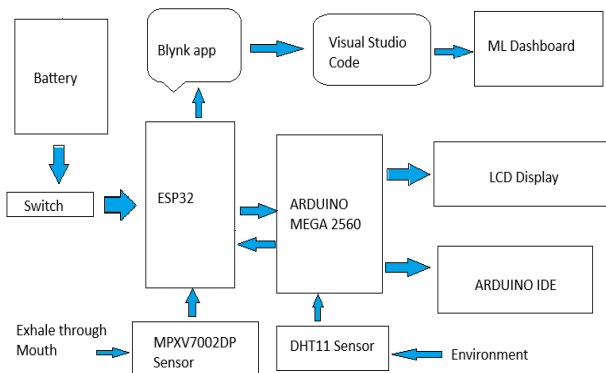 Battery
Blynk app
Visual Studio
Code
ML Dashboard
Switch
ESP32
ARDUINO
MEGA 2560
LCD Display
ARDUINO IDE
Exhale through
Mouth
MPXV7002DP
Sensor
DHT11 Sensor
Environment